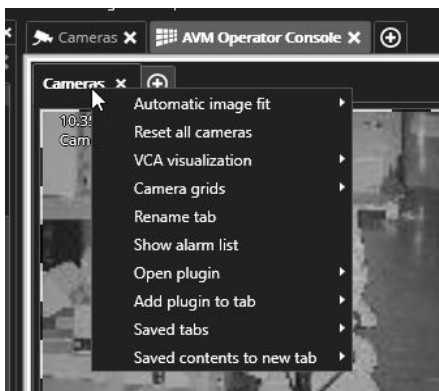 Cameras
AVM Operator Console
Cameras
Automatic image fit
Reset all cameras
VCA visualization
Camera grids
Rename tab
Show alarm list
Open plugin
Add plugin to tab
Saved tabs
Saved contents to new tab